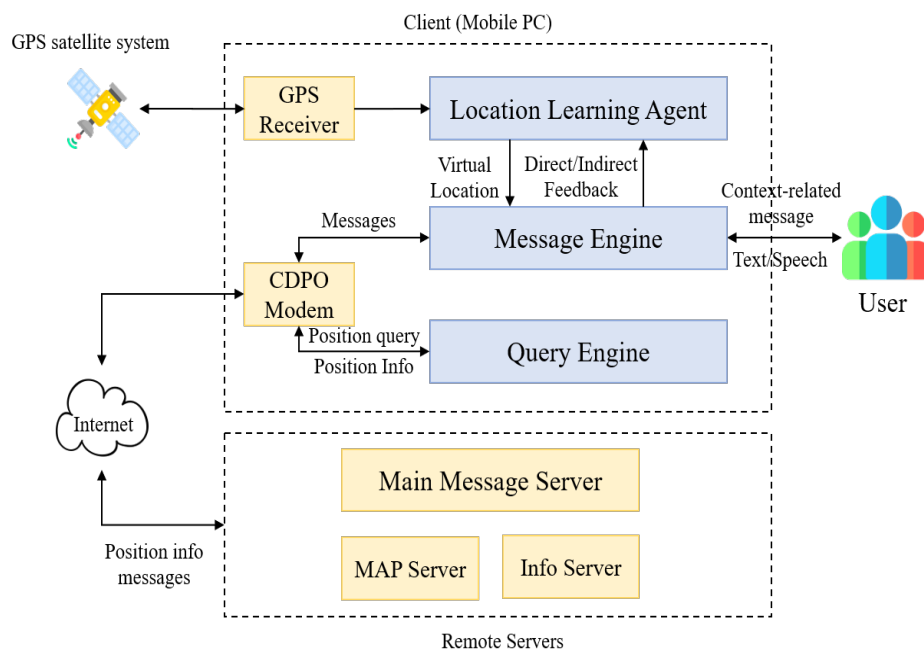 Client (Mobile PC)
GPS satellite system
GPS
Receiver
Location Learning Agent
Virtual
Location
Direct/Indirect
Feedback
Context-related
message
Messages
Message Engine
Text/Speech
User
CDPO
Modem
Position query
Position Info
Query Engine
Internet
Main Message Server
Position info
messages
MAP Server
Info Server
Remote Servers